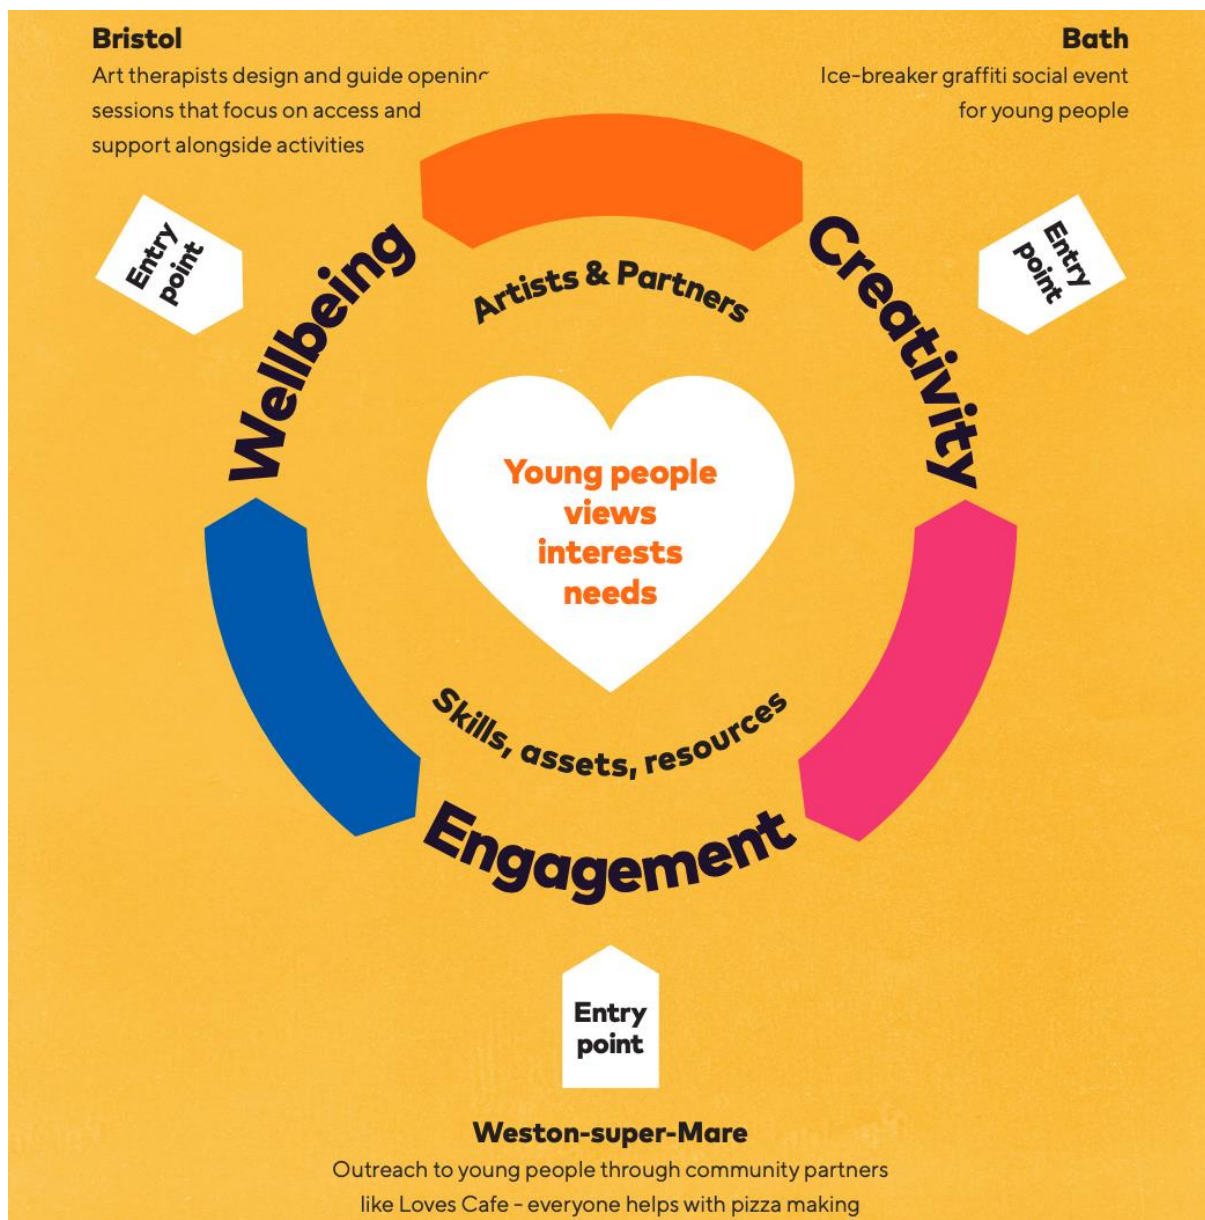 Bristol
Art therapists design and guide opening
sessions that focus on access and
support alongside activities
Bath
Ice-breaker graffiti social event
for young people
Entry
point
Entry
point
Wellbeing
Creativity
Artists & Partners
Young people
views
interests
needs
Skills, assets, resources
Engagement
Entry
point
Weston-super-Mare
Outreach to young people through community partners
like Loves Cafe – everyone helps with pizza making